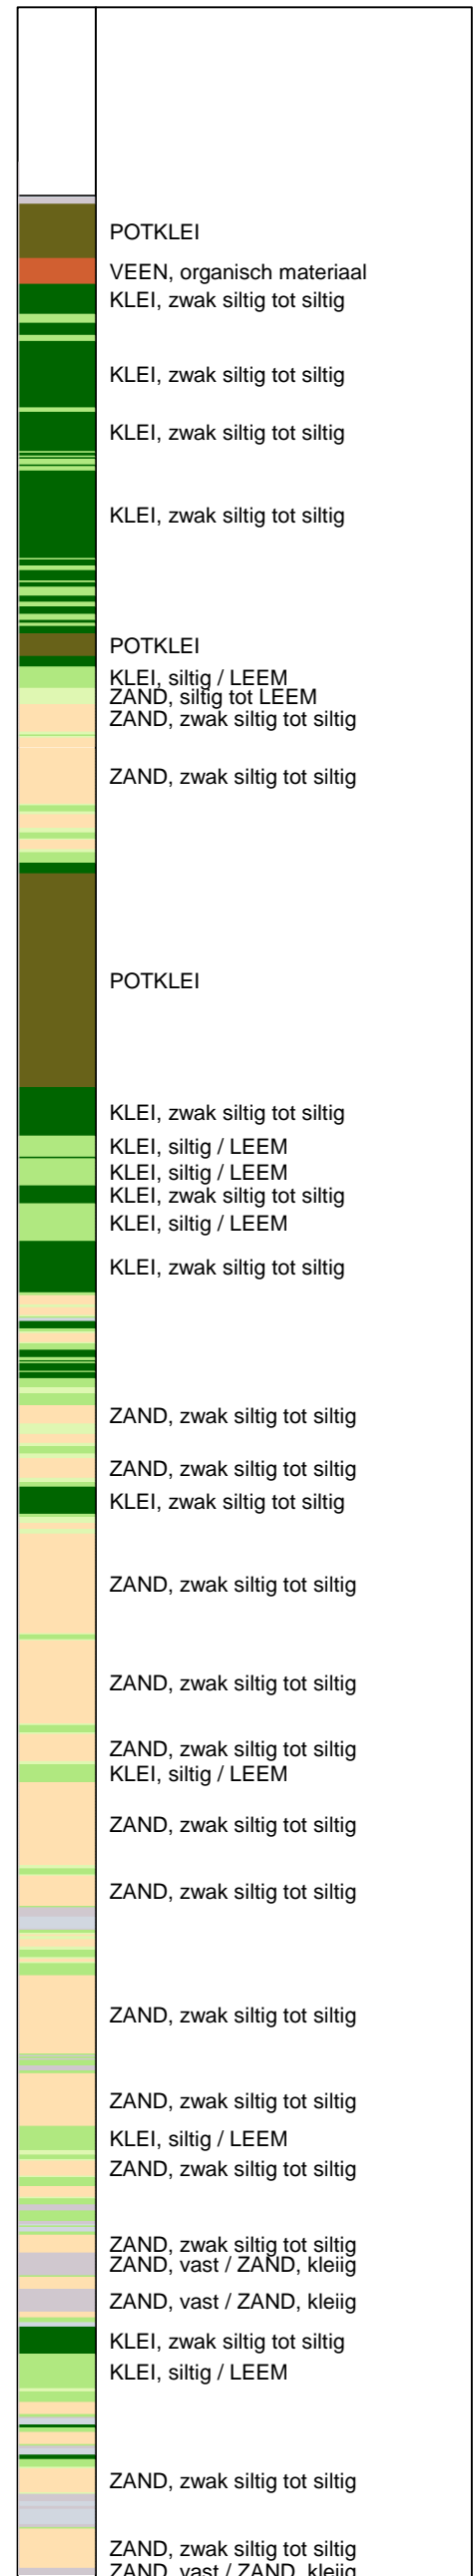 POTKLEI
VEEN, organisch materiaal
KLEI, zwak siltig tot siltig
KLEI, zwak siltig tot siltig
KLEI, zwak siltig tot siltig
KLEI, zwak siltig tot siltig
POTKLEI
KLEI, siltig / LEEM
ZAND, siltig tot LEEM
ZAND, zwak siltig tot siltig
ZAND, zwak siltig tot siltig
POTKLEI
KLEI, zwak siltig tot siltig
KLEI, siltig / LEEM
KLEI, siltig / LEEM
KLEI, zwak siltig tot siltig
KLEI, siltig / LEEM
KLEI, zwak siltig tot siltig
ZAND, zwak siltig tot siltig
ZAND, zwak siltig tot siltig
KLEI, zwak siltig tot siltig
ZAND, zwak siltig tot siltig
ZAND, zwak siltig tot siltig
ZAND, zwak siltig tot siltig
KLEI, siltig / LEEM
ZAND, zwak siltig tot siltig
ZAND, zwak siltig tot siltig
ZAND, zwak siltig tot siltig
ZAND, zwak siltig tot siltig
KLEI, siltig / LEEM
ZAND, zwak siltig tot siltig
ZAND, zwak siltig tot siltig
ZAND, vast / ZAND, kleiig
ZAND, vast / ZAND, kleiig
KLEI, zwak siltig tot siltig
KLEI, siltig / LEEM
ZAND, zwak siltig tot siltig
ZAND, zwak siltig tot siltig
ZAND, vast / ZAND, kleiig